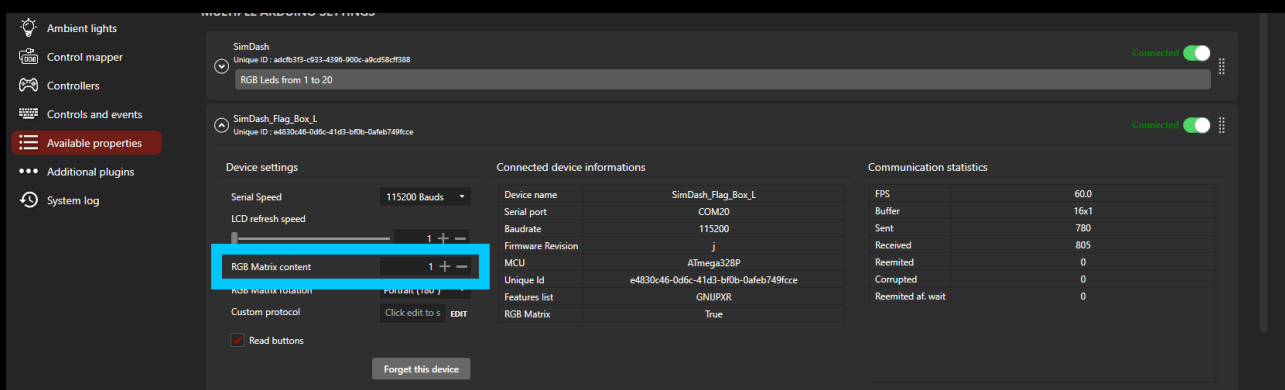 MULTIPLE ARDUINO SETTINGS
Ambient lights
Control mapper
Controllers
Controls and events
Available properties
Additional plugins
System log
SimDash
Unique ID : adcfb3f3-c933-4396-900c-a9cd58cff388
Connected
RGB Leds from 1 to 20
SimDash_Flag_Box_L
Unique ID : e4830c46-0d6c-41d3-bf0b-0afeb749fcce
Connected
Device settings
Serial Speed 115200 Bauds
LCD refresh speed
1 + −
RGB Matrix content 1 + −
RGB Matrix rotation Portrait (180°)
Custom protocol Click edit to s EDIT
Read buttons
Forget this device
Connected device informations
Device name SimDash_Flag_Box_L
Serial port COM20
Baudrate 115200
Firmware Revision j
MCU ATmega328P
Unique Id e4830c46-0d6c-41d3-bf0b-0afeb749fcce
Features list GNIJPXR
RGB Matrix True
Communication statistics
FPS 60.0
Buffer 16x1
Sent 780
Received 805
Reemited 0
Corrupted 0
Reemited af. wait 0